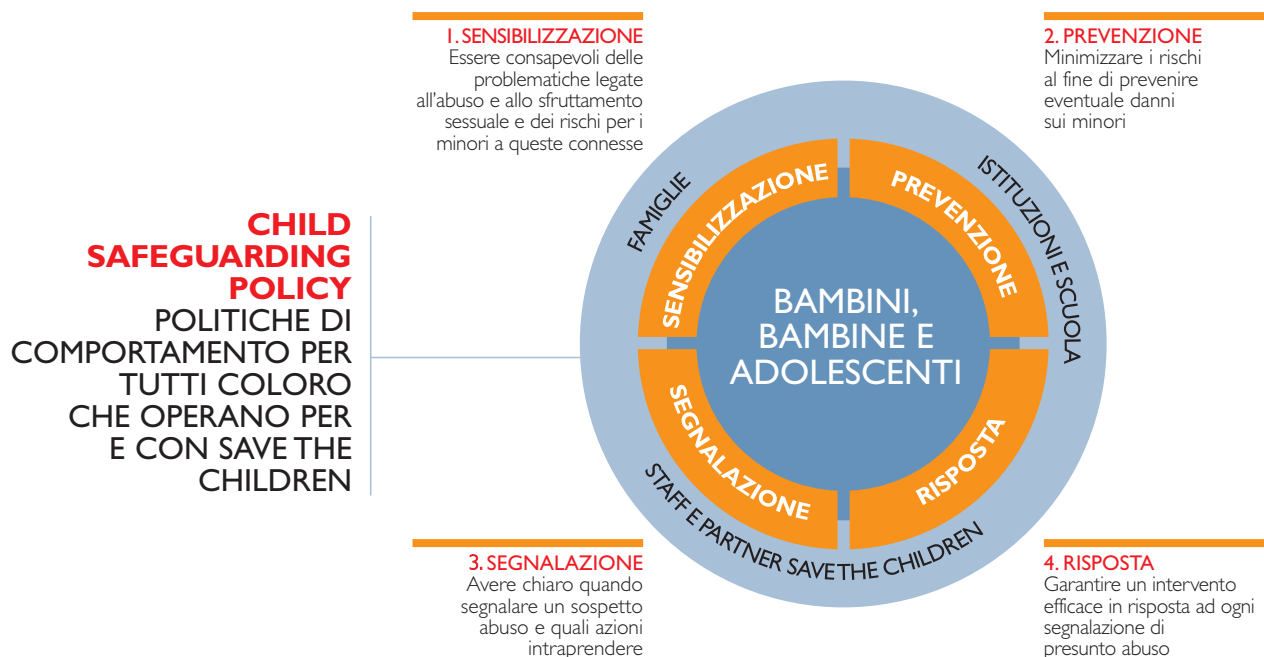 1. SENSIBILIZZAZIONE
Essere consapevoli delle
problematiche legate
all'abuso e allo sfruttamento
sessuale e dei rischi per i
minori a queste connesse
2. PREVENZIONE
Minimizzare i rischi
al fine di prevenire
eventuale danni
sui minori
CHILD
SAFEGUARDING
POLICY
POLITICHE DI
COMPORTAMENTO PER
TUTTI COLORO
CHE OPERANO PER
E CON SAVE THE
CHILDREN
FAMIGLIE
ISTITUZIONI E SCUOLA
STAFF E PARTNER SAVE THE CHILDREN
SENSIBILIZZAZIONE
PREVENZIONE
SEGNALAZIONE
RISPOSTA
BAMBINI,
BAMBINE E
ADOLESCENTI
3. SEGNALAZIONE
Avere chiaro quando
segnalare un sospetto
abuso e quali azioni
intraprendere
4. RISPOSTA
Garantire un intervento
efficace in risposta ad ogni
segnalazione di
presunto abuso